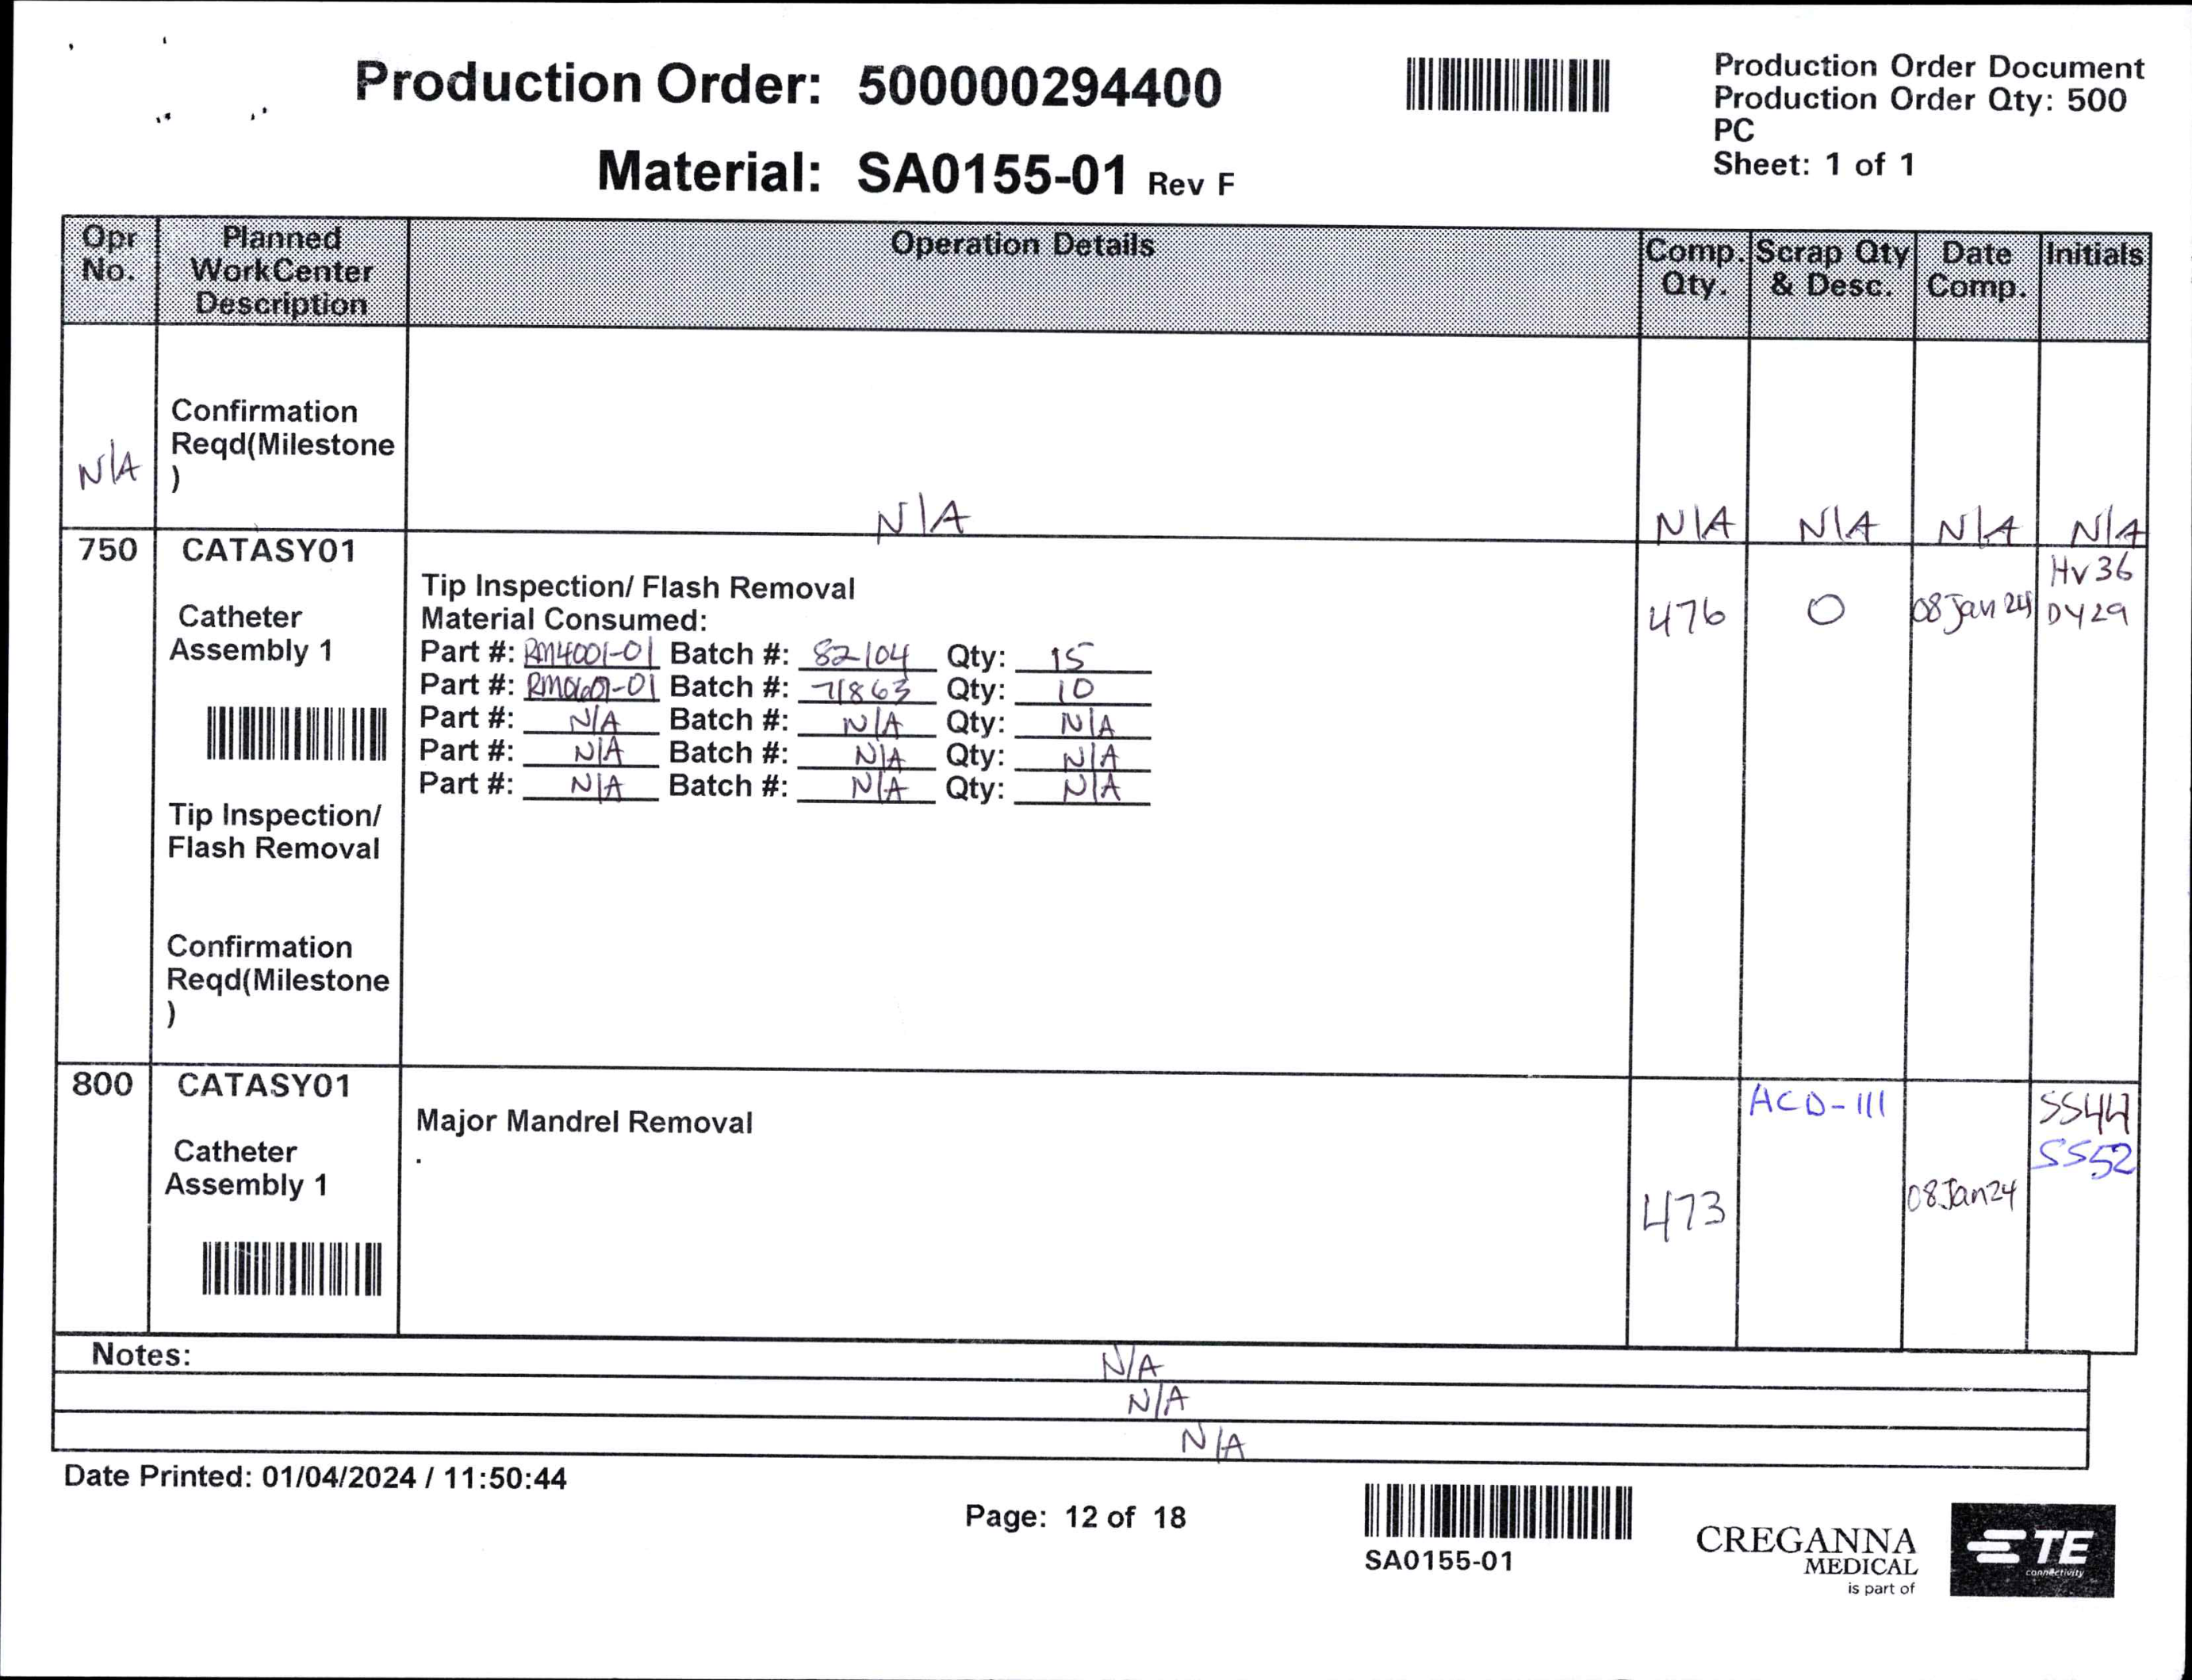 Production Order: 500000294400
Production Order Document
Production Order Qty: 500
PC
Sheet: 1 of 1
Material: SA0155-01 Rev F
Opr No. Planned WorkCenter Description Operation Details Comp. Qty. Scrap Qty & Desc. Date Comp. Initials
Confirmation
Reqd(Milestone
)
N/A N/A N/A N/A N/A N/A
750 CATASY01
Catheter
Assembly 1
Tip Inspection/ Flash Removal
Material Consumed:
Part #: RM4001-01 Batch #: 82104 Qty: 15
Part #: RM0609-01 Batch #: 71863 Qty: 10
Part #: N/A Batch #: N/A Qty: N/A
Part #: N/A Batch #: N/A Qty: N/A
Part #: N/A Batch #: N/A Qty: N/A
476 0 08Jan24 HV36
DY29
Tip Inspection/
Flash Removal
Confirmation
Reqd(Milestone
)
800 CATASY01
Catheter
Assembly 1
Major Mandrel Removal
.
473 ACD-111 08Jan24 SS44
SS52
Notes: N/A
N/A
N/A
Date Printed: 01/04/2024 / 11:50:44
Page: 12 of 18
SA0155-01
CREGANNA
MEDICAL
is part of
TE
connectivity